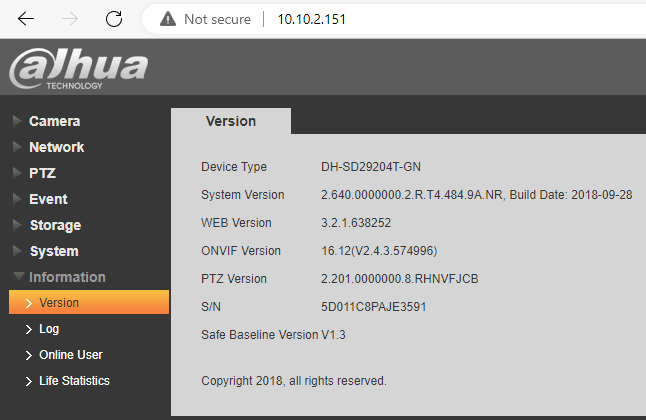 Not secure | 10.10.2.151
alhua
TECHNOLOGY
Camera
Network
PTZ
Event
Storage
System
Information
Version
Log
Online User
Life Statistics
Version
Device Type DH-SD29204T-GN
System Version 2.640.0000000.2.R.T4.484.9A.NR, Build Date: 2018-09-28
WEB Version 3.2.1.638252
ONVIF Version 16.12(V2.4.3.574996)
PTZ Version 2.201.0000000.8.RHNVFJCB
S/N 5D011C8PAJE3591
Safe Baseline Version V1.3
Copyright 2018, all rights reserved.